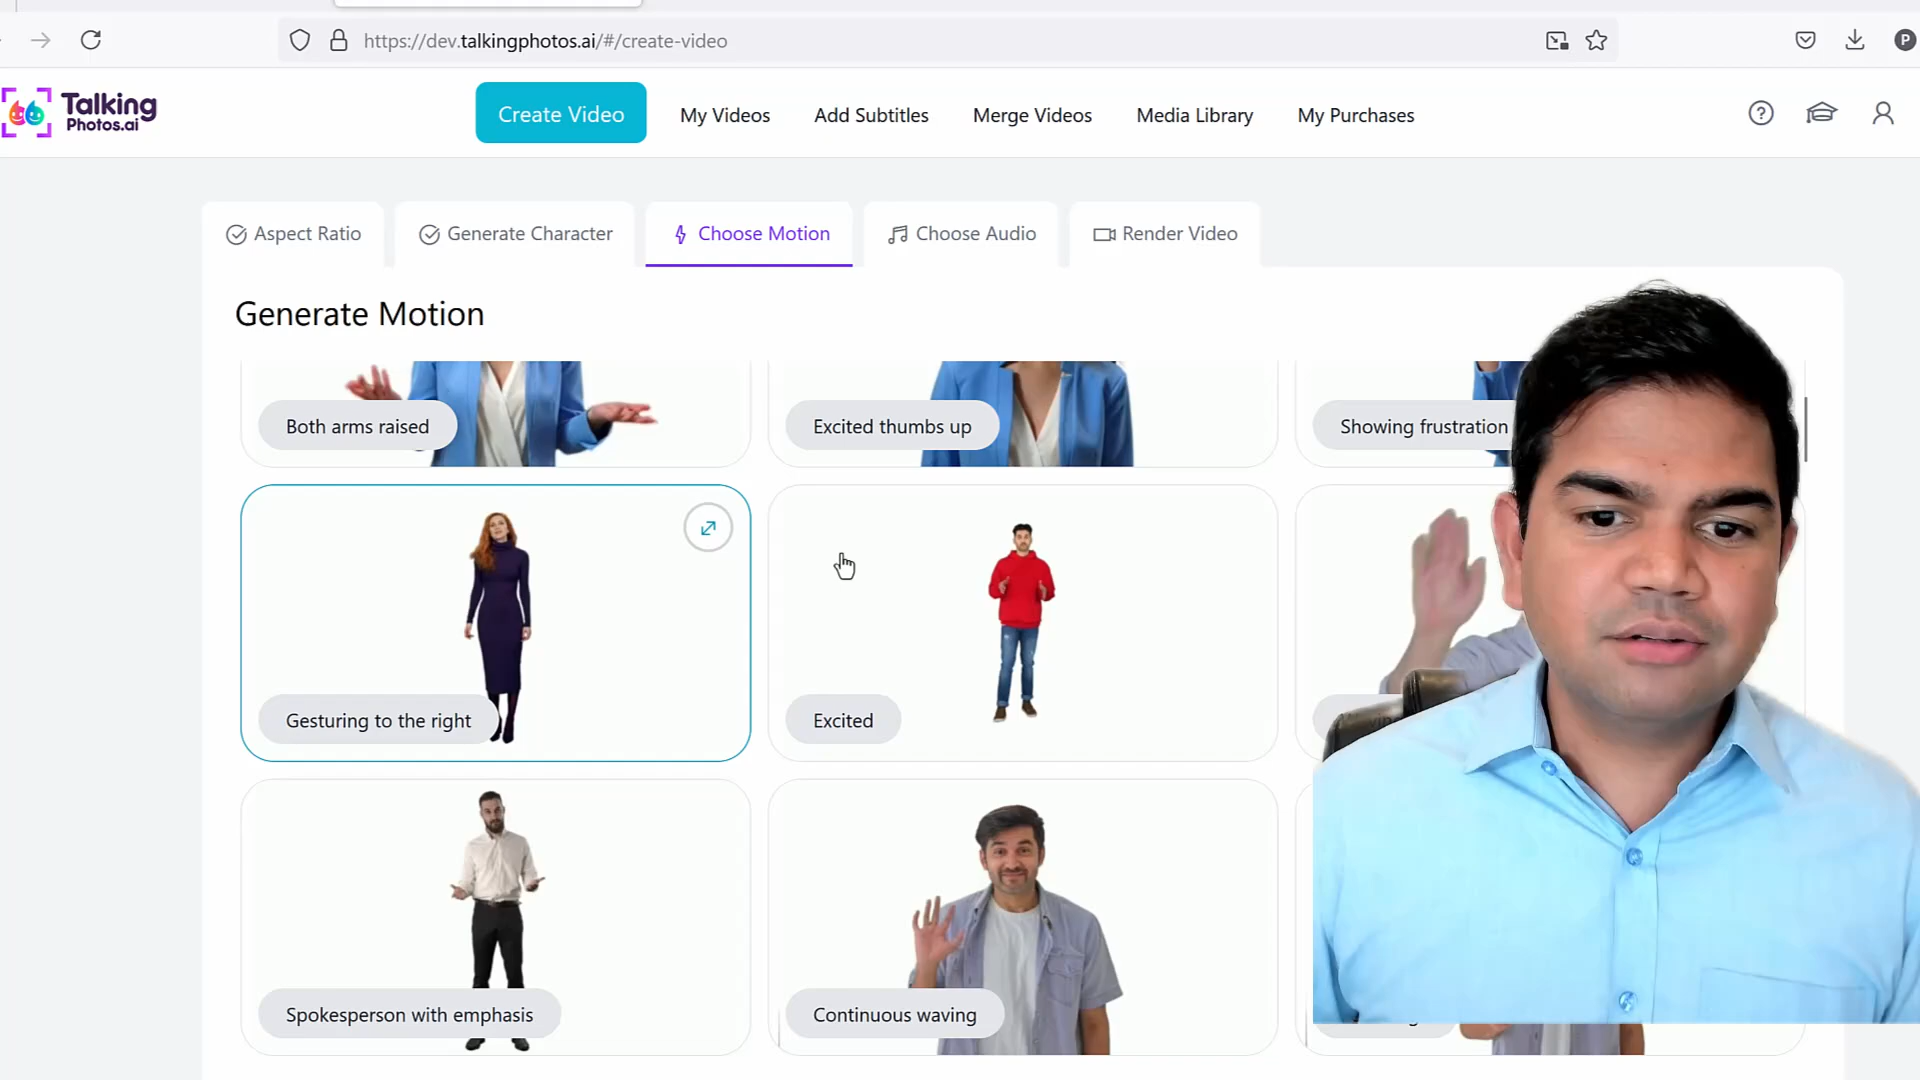 https://dev.talkingphotos.ai/#/create-video
P
Talking
Photos.ai
Create Video
My Videos
Add Subtitles
Merge Videos
Media Library
My Purchases
Aspect Ratio
Generate Character
Choose Motion
Choose Audio
Render Video
Generate Motion
Both arms raised
Excited thumbs up
Showing frustration
Gesturing to the right
Excited
Spokesperson with emphasis
Continuous waving